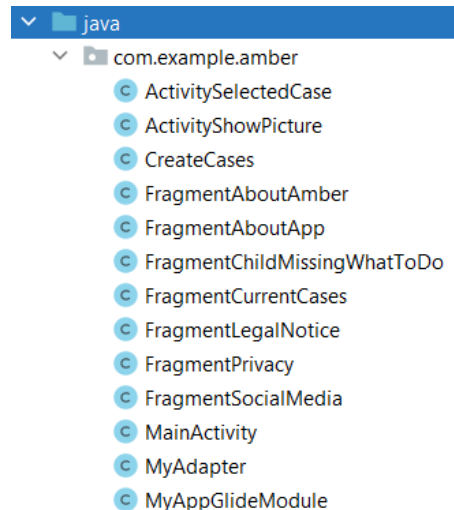 java
com.example.amber
C ActivitySelectedCase
C ActivityShowPicture
C CreateCases
C FragmentAboutAmber
C FragmentAboutApp
C FragmentChildMissingWhatToDo
C FragmentCurrentCases
C FragmentLegalNotice
C FragmentPrivacy
C FragmentSocialMedia
C MainActivity
C MyAdapter
C MyAppGlideModule